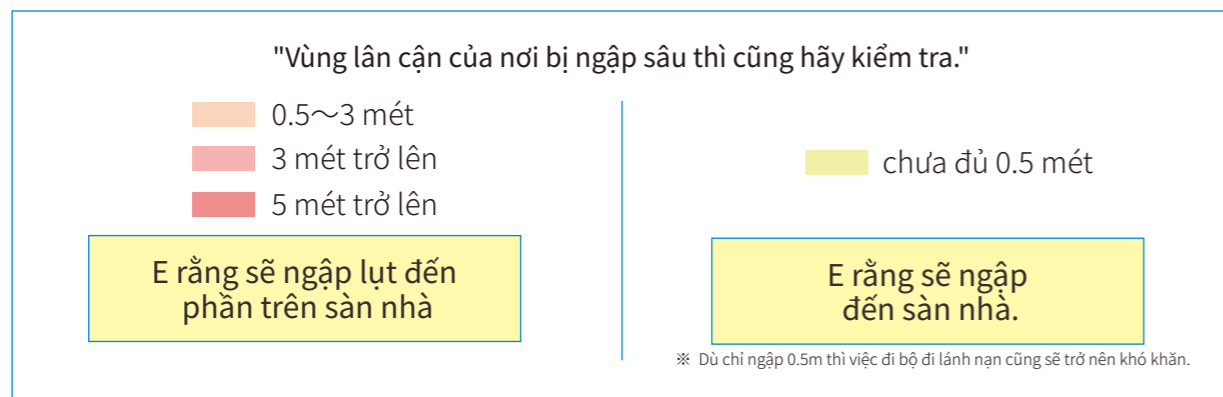 "Vùng lân cận của nơi bị ngập sâu thì cũng hãy kiểm tra."
0.5～3 mét
3 mét trở lên
5 mét trở lên
E rằng sẽ ngập lụt đến
phần trên sàn nhà
chưa đủ 0.5 mét
E rằng sẽ ngập
đến sàn nhà.
※ Dù chỉ ngập 0.5m thì việc đi bộ đi lánh nạn cũng sẽ trở nên khó khăn.